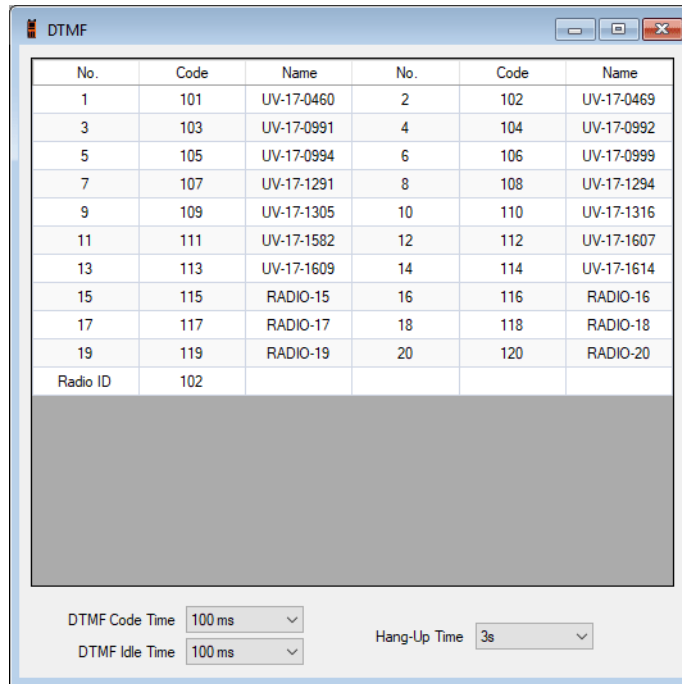 DTMF
No. Code Name No. Code Name
1 101 UV-17-0460 2 102 UV-17-0469
3 103 UV-17-0991 4 104 UV-17-0992
5 105 UV-17-0994 6 106 UV-17-0999
7 107 UV-17-1291 8 108 UV-17-1294
9 109 UV-17-1305 10 110 UV-17-1316
11 111 UV-17-1582 12 112 UV-17-1607
13 113 UV-17-1609 14 114 UV-17-1614
15 115 RADIO-15 16 116 RADIO-16
17 117 RADIO-17 18 118 RADIO-18
19 119 RADIO-19 20 120 RADIO-20
Radio ID 102
DTMF Code Time 100 ms
Hang-Up Time 3s
DTMF Idle Time 100 ms